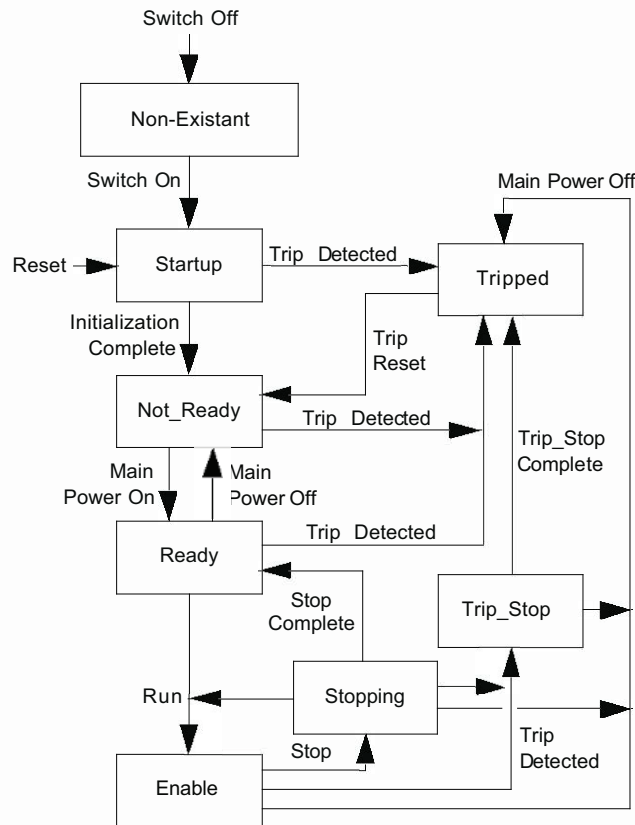 Switch Off
Non-Existant
Switch On
Main Power Off
Reset
Startup
Trip Detected
Tripped
Initialization
Complete
Trip
Reset
Not_Ready
Trip Detected
Trip_Stop
Complete
Main
Power On
Main
Power Off
Ready
Trip Detected
Stop
Complete
Trip_Stop
Run
Stopping
Stop
Trip
Detected
Enable